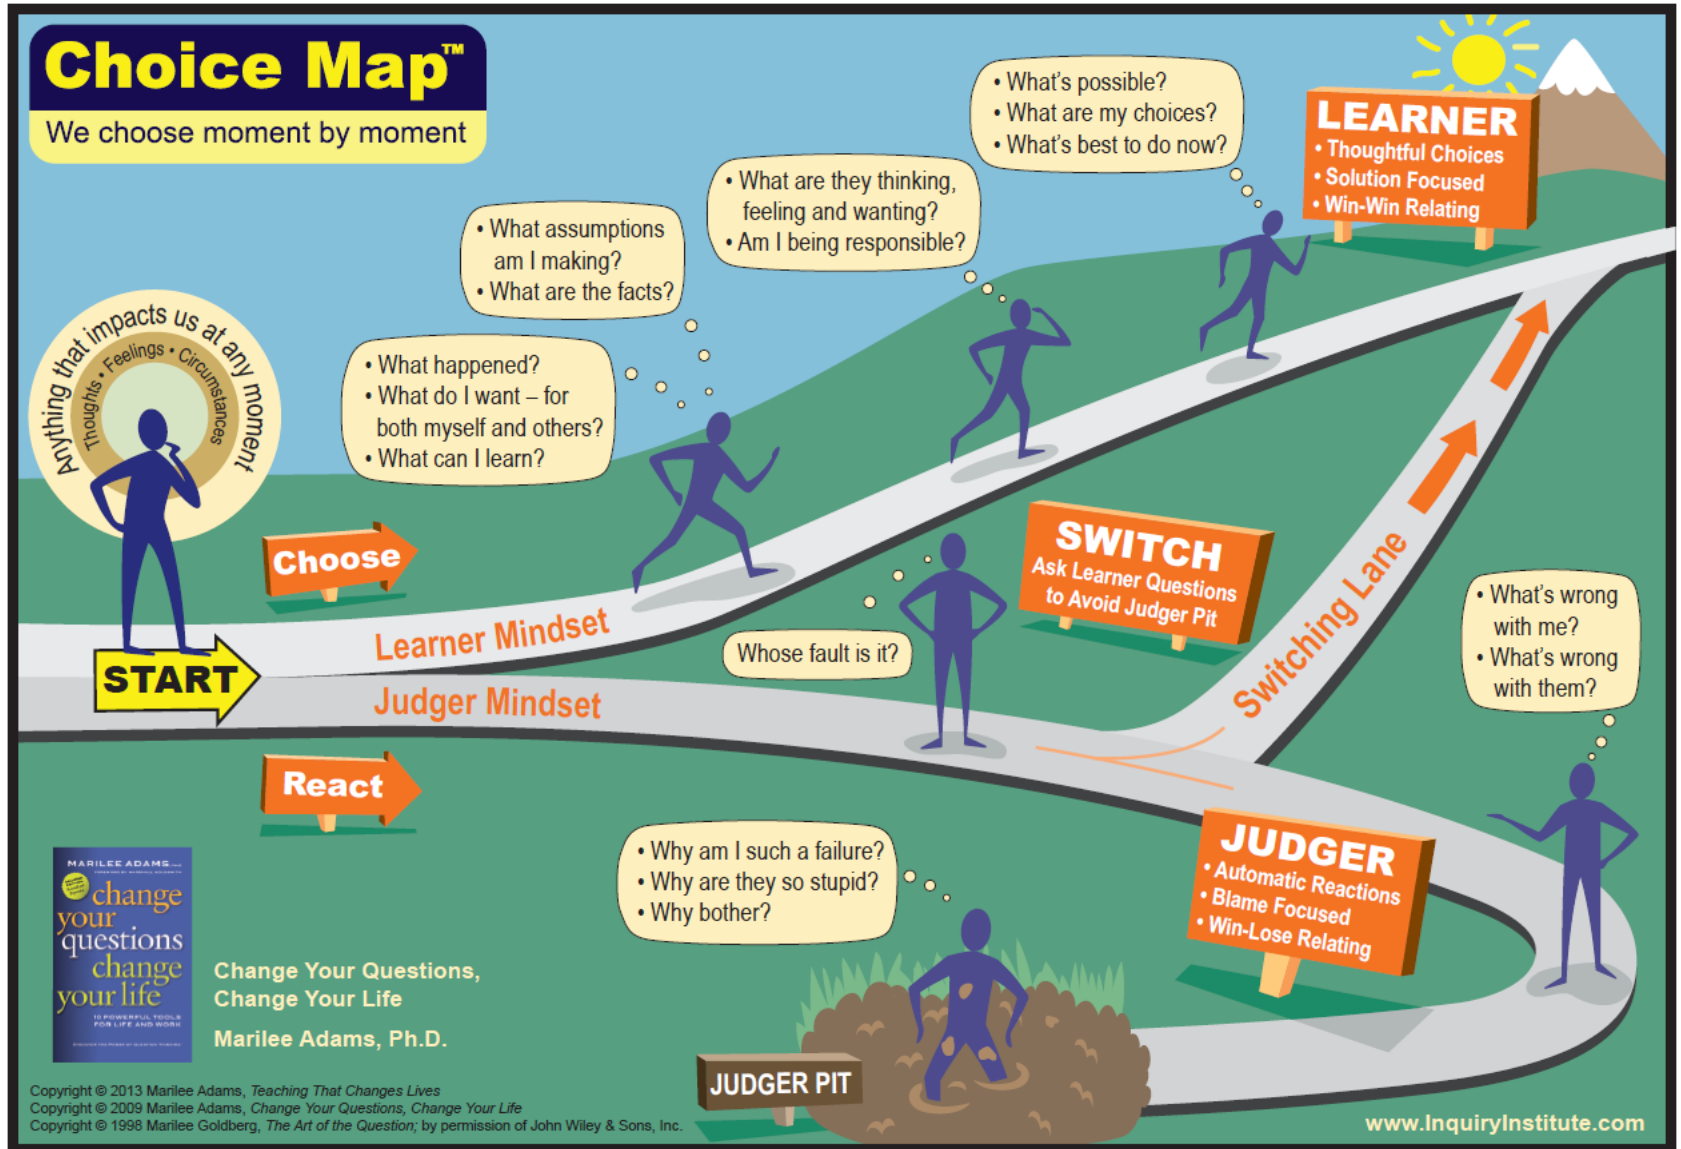 Choice Map™
We choose moment by moment
• What's possible?
• What are my choices?
• What's best to do now?
LEARNER
• Thoughtful Choices
• Solution Focused
• Win-Win Relating
• What are they thinking,
feeling and wanting?
• Am I being responsible?
• What assumptions
am I making?
• What are the facts?
• What happened?
• What do I want – for
both myself and others?
• What can I learn?
Anything that impacts us at any moment
Thoughts • Feelings • Circumstances
Choose
START
Learner Mindset
Judger Mindset
React
Whose fault is it?
SWITCH
Ask Learner Questions
to Avoid Judger Pit
Switching Lane
• What's wrong
with me?
• What's wrong
with them?
JUDGER
• Automatic Reactions
• Blame Focused
• Win-Lose Relating
• Why am I such a failure?
• Why are they so stupid?
• Why bother?
JUDGER PIT
MARILEE ADAMS
change
your
questions
change
your life
10 POWERFUL TOOLS
FOR LIFE AND WORK
Change Your Questions,
Change Your Life
Marilee Adams, Ph.D.
Copyright © 2013 Marilee Adams, Teaching That Changes Lives
Copyright © 2009 Marilee Adams, Change Your Questions, Change Your Life
Copyright © 1998 Marilee Goldberg, The Art of the Question; by permission of John Wiley & Sons, Inc.
www.InquiryInstitute.com